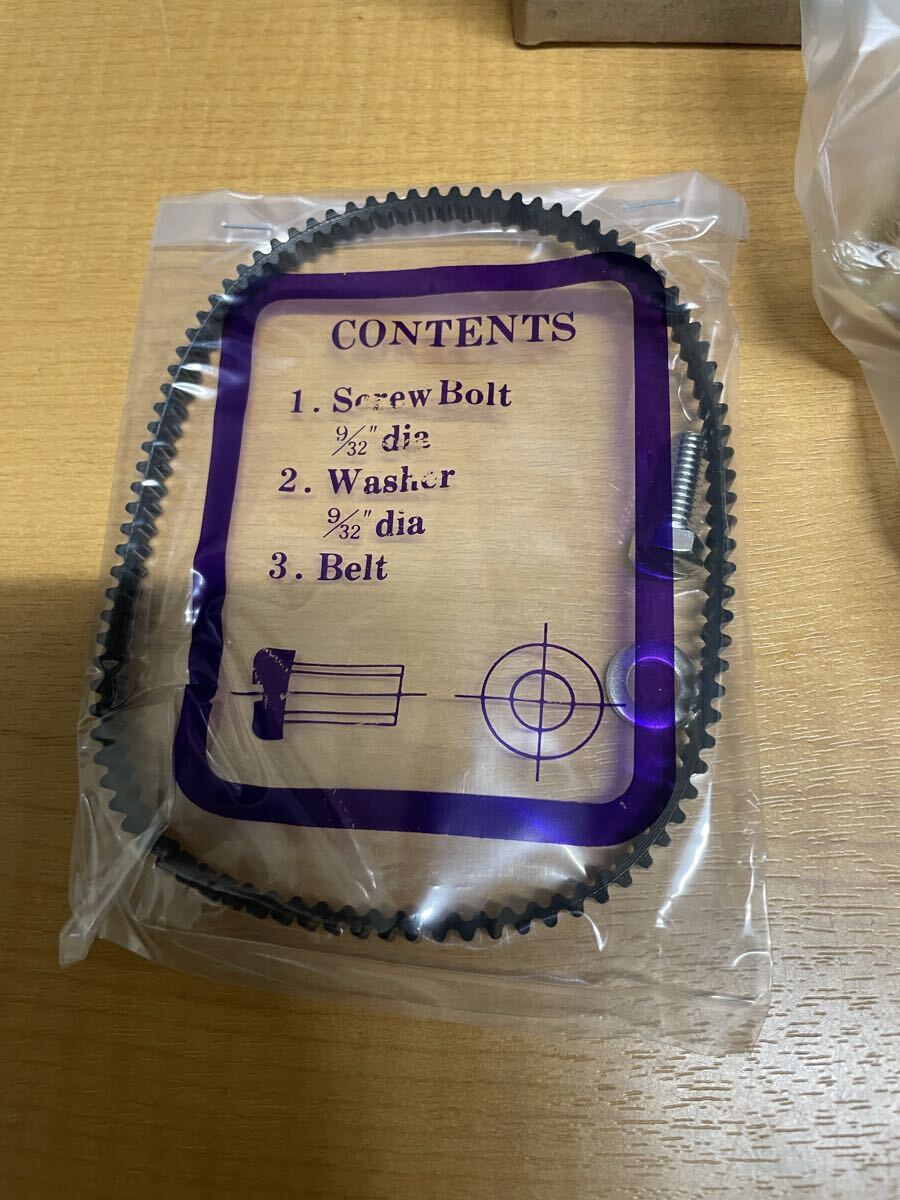 CONTENTS
1. Screw Bolt
9/32" dia
2. Washer
9/32" dia
3. Belt